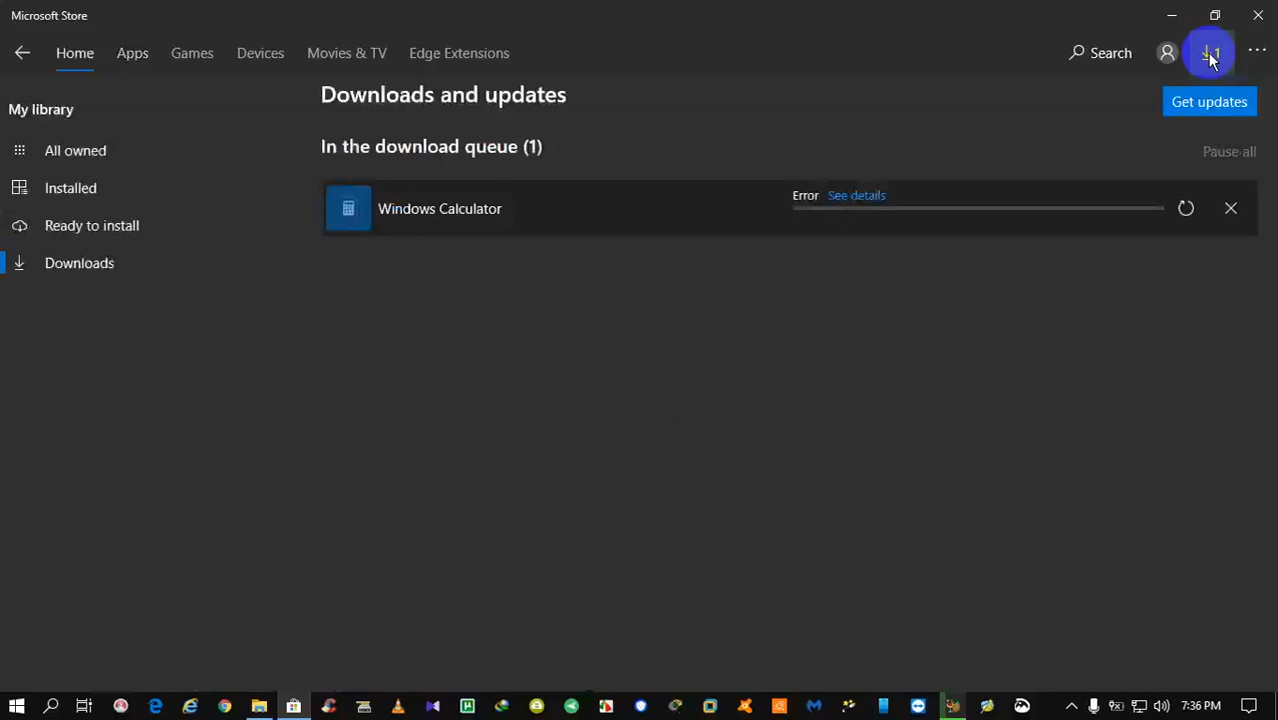 Microsoft Store
Home Apps Games Devices Movies & TV Edge Extensions Search 1
My library
All owned
Installed
Ready to install
Downloads
Downloads and updates
Get updates
In the download queue (1)
Pause all
Windows Calculator
Error See details
7:36 PM